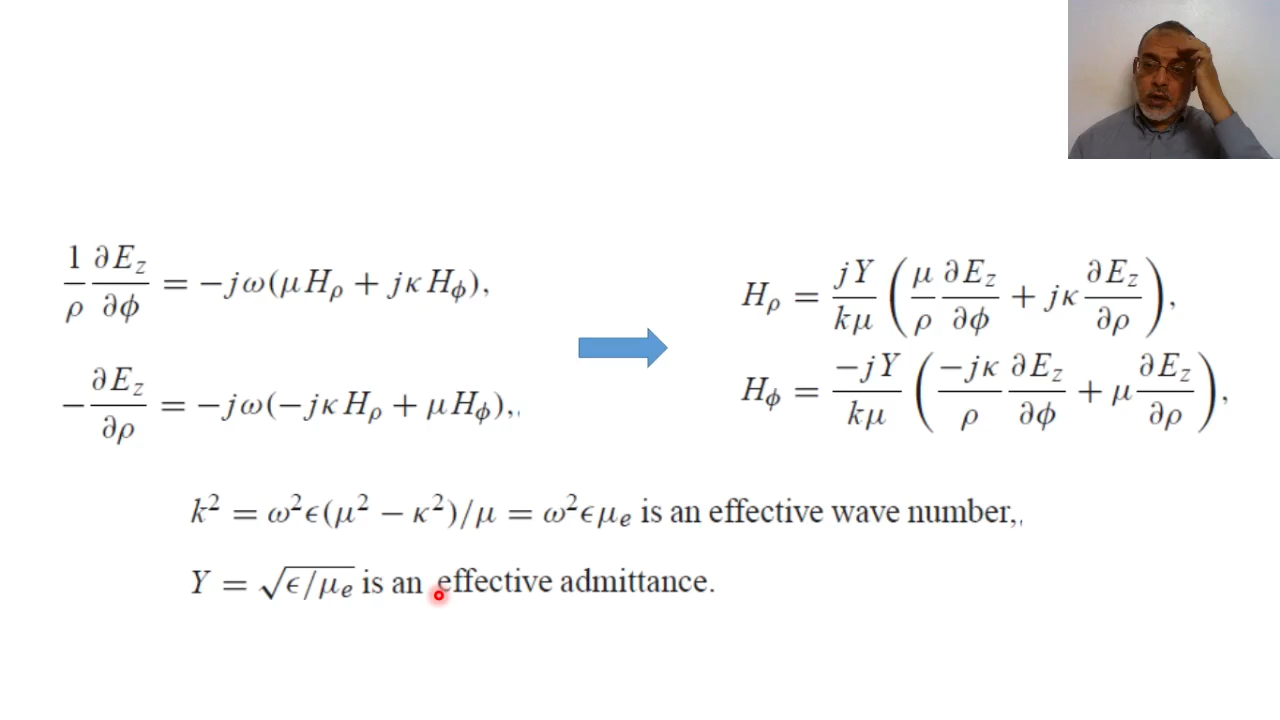 1/ρ ∂E_z/∂ϕ = −jω(μH_ρ + jκH_ϕ),
−∂E_z/∂ρ = −jω(−jκH_ρ + μH_ϕ),.
H_ρ = jY/kμ (μ/ρ ∂E_z/∂ϕ + jκ ∂E_z/∂ρ),
H_ϕ = −jY/kμ (−jκ/ρ ∂E_z/∂ϕ + μ ∂E_z/∂ρ),
k² = ω²ϵ(μ² − κ²)/μ = ω²ϵμ_e is an effective wave number,.
Y = √(ϵ/μ_e) is an effective admittance.